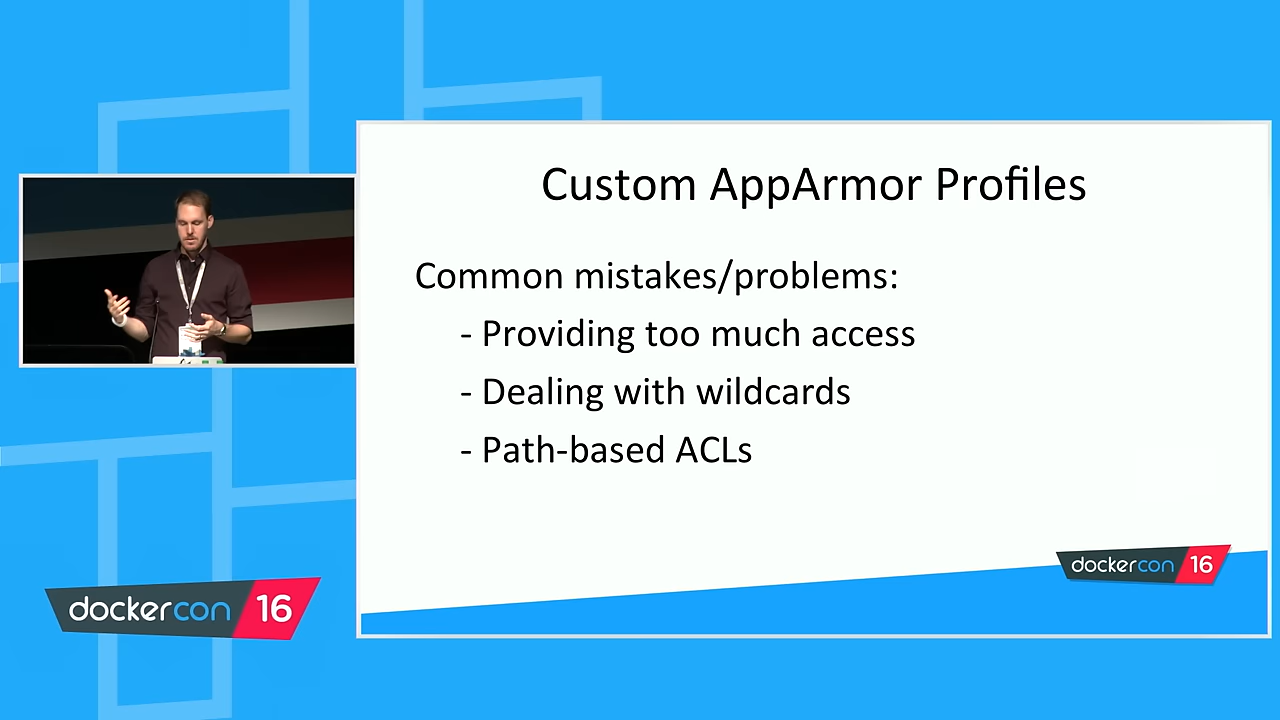 Custom AppArmor Profiles
Common mistakes/problems:
- Providing too much access
- Dealing with wildcards
- Path-based ACLs
dockercon 16
dockercon 16